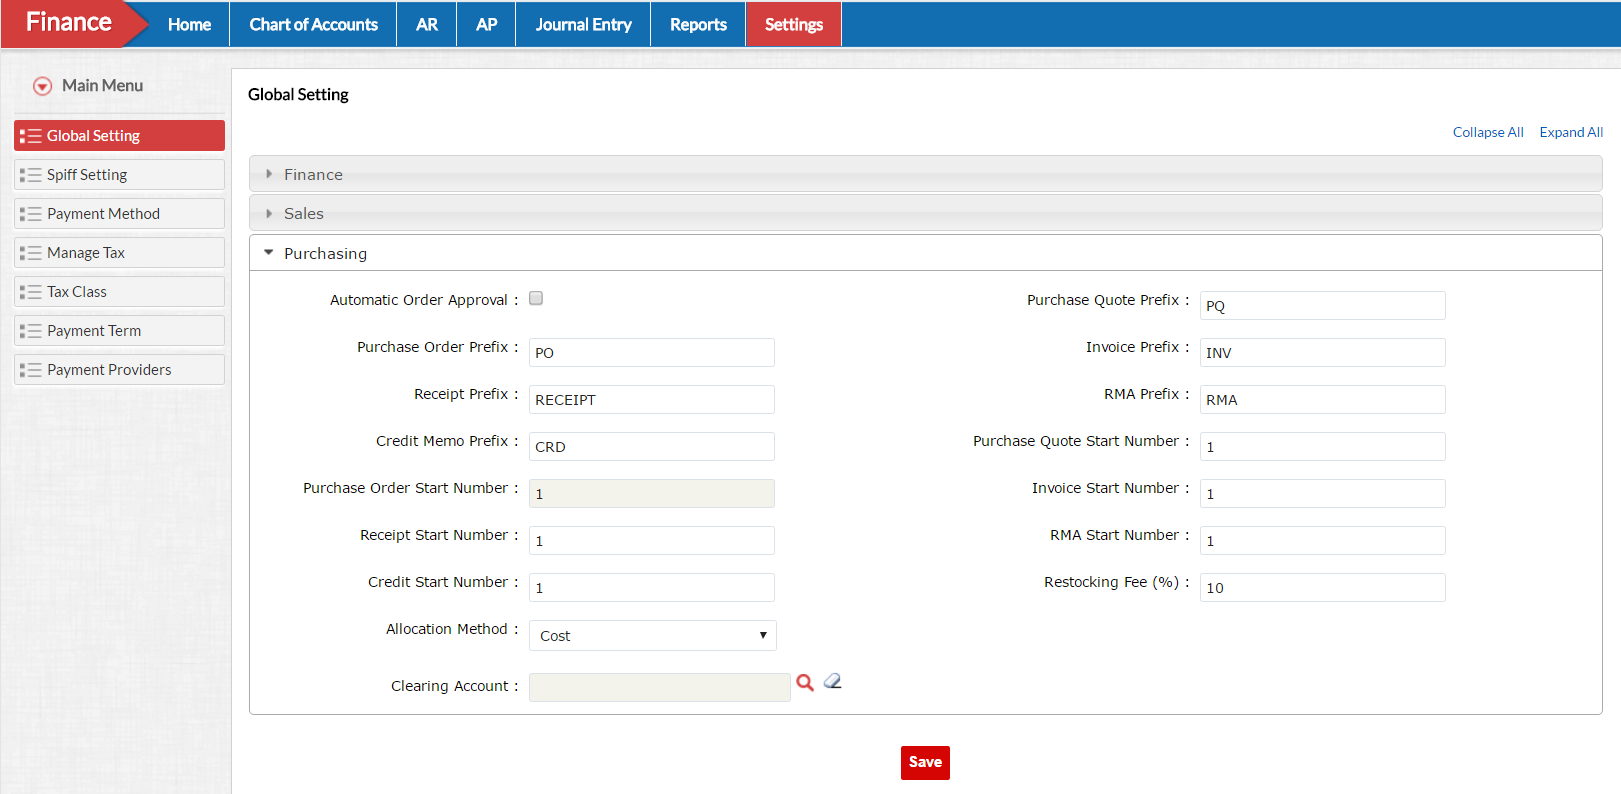 Finance
Home
Chart of Accounts
AR
AP
Journal Entry
Reports
Settings
Main Menu
Global Setting
Spiff Setting
Payment Method
Manage Tax
Tax Class
Payment Term
Payment Providers
Global Setting
Collapse All
Expand All
Finance
Sales
Purchasing
Automatic Order Approval :
Purchase Quote Prefix : PQ
Purchase Order Prefix : PO
Invoice Prefix : INV
Receipt Prefix : RECEIPT
RMA Prefix : RMA
Credit Memo Prefix : CRD
Purchase Quote Start Number : 1
Purchase Order Start Number : 1
Invoice Start Number : 1
Receipt Start Number : 1
RMA Start Number : 1
Credit Start Number : 1
Restocking Fee (%) : 10
Allocation Method : Cost
Clearing Account :
Save